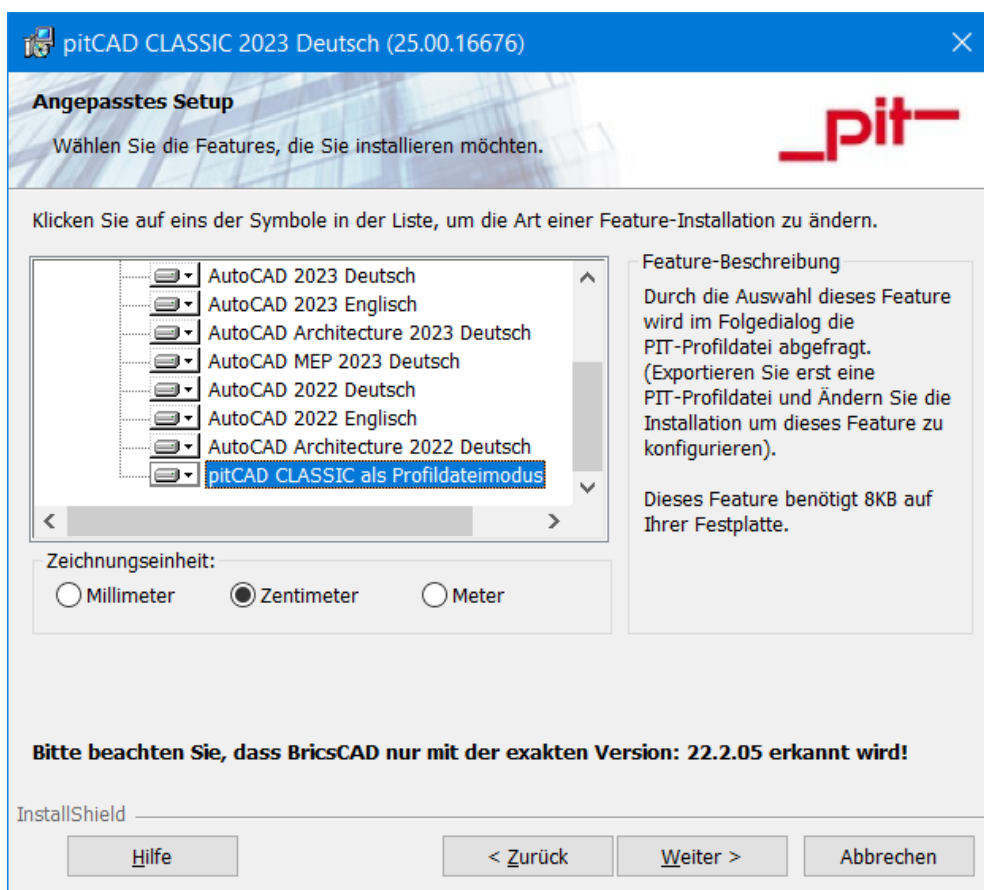 pitCAD CLASSIC 2023 Deutsch (25.00.16676)
Angepasstes Setup
Wählen Sie die Features, die Sie installieren möchten.
_pit
Klicken Sie auf eins der Symbole in der Liste, um die Art einer Feature-Installation zu ändern.
AutoCAD 2023 Deutsch
AutoCAD 2023 Englisch
AutoCAD Architecture 2023 Deutsch
AutoCAD MEP 2023 Deutsch
AutoCAD 2022 Deutsch
AutoCAD 2022 Englisch
AutoCAD Architecture 2022 Deutsch
pitCAD CLASSIC als Profildateimodus
Feature-Beschreibung
Durch die Auswahl dieses Feature
wird im Folgedialog die
PIT-Profildatei abgefragt.
(Exportieren Sie erst eine
PIT-Profildatei und Ändern Sie die
Installation um dieses Feature zu
konfigurieren).
Dieses Feature benötigt 8KB auf
Ihrer Festplatte.
Zeichnungseinheit:
Millimeter Zentimeter Meter
Bitte beachten Sie, dass BricsCAD nur mit der exakten Version: 22.2.05 erkannt wird!
InstallShield
Hilfe < Zurück Weiter > Abbrechen